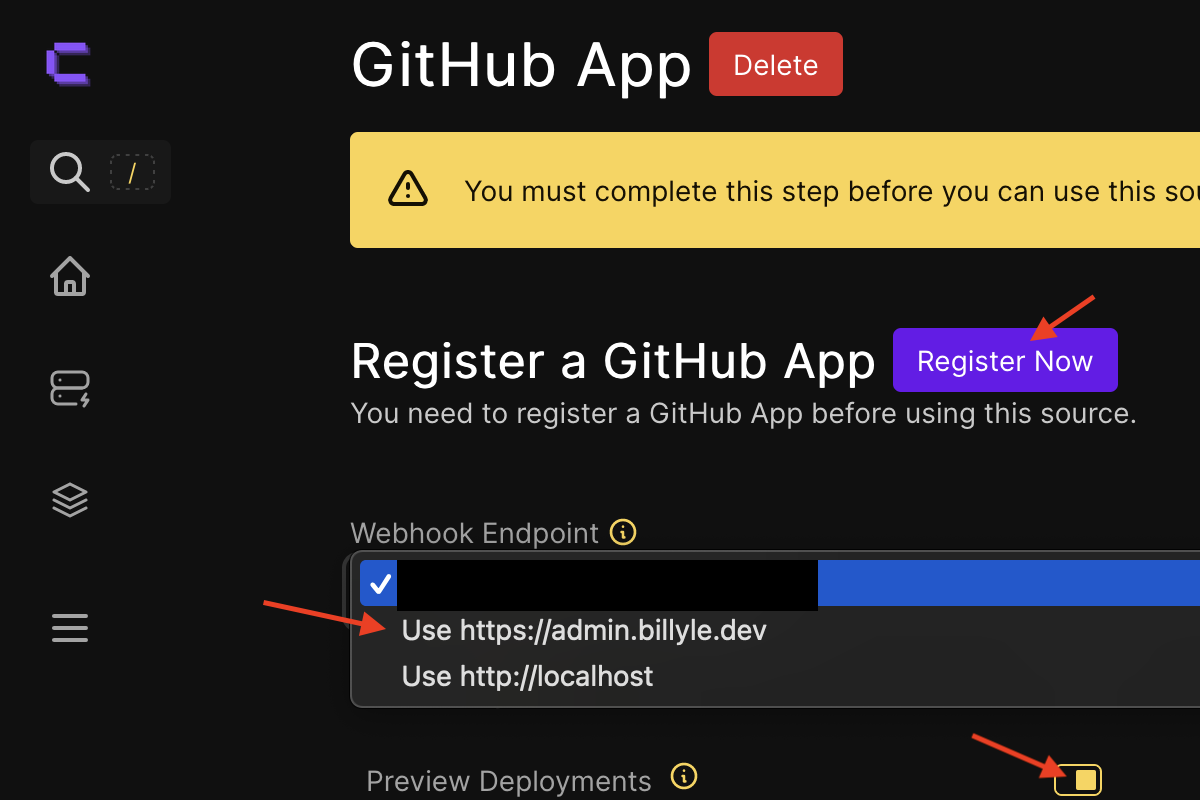 GitHub App
Delete
/
You must complete this step before you can use this
Register a GitHub App
Register Now
You need to register a GitHub App before using this source.
Webhook Endpoint
Use https://admin.billyle.dev
Use http://localhost
Preview Deployments